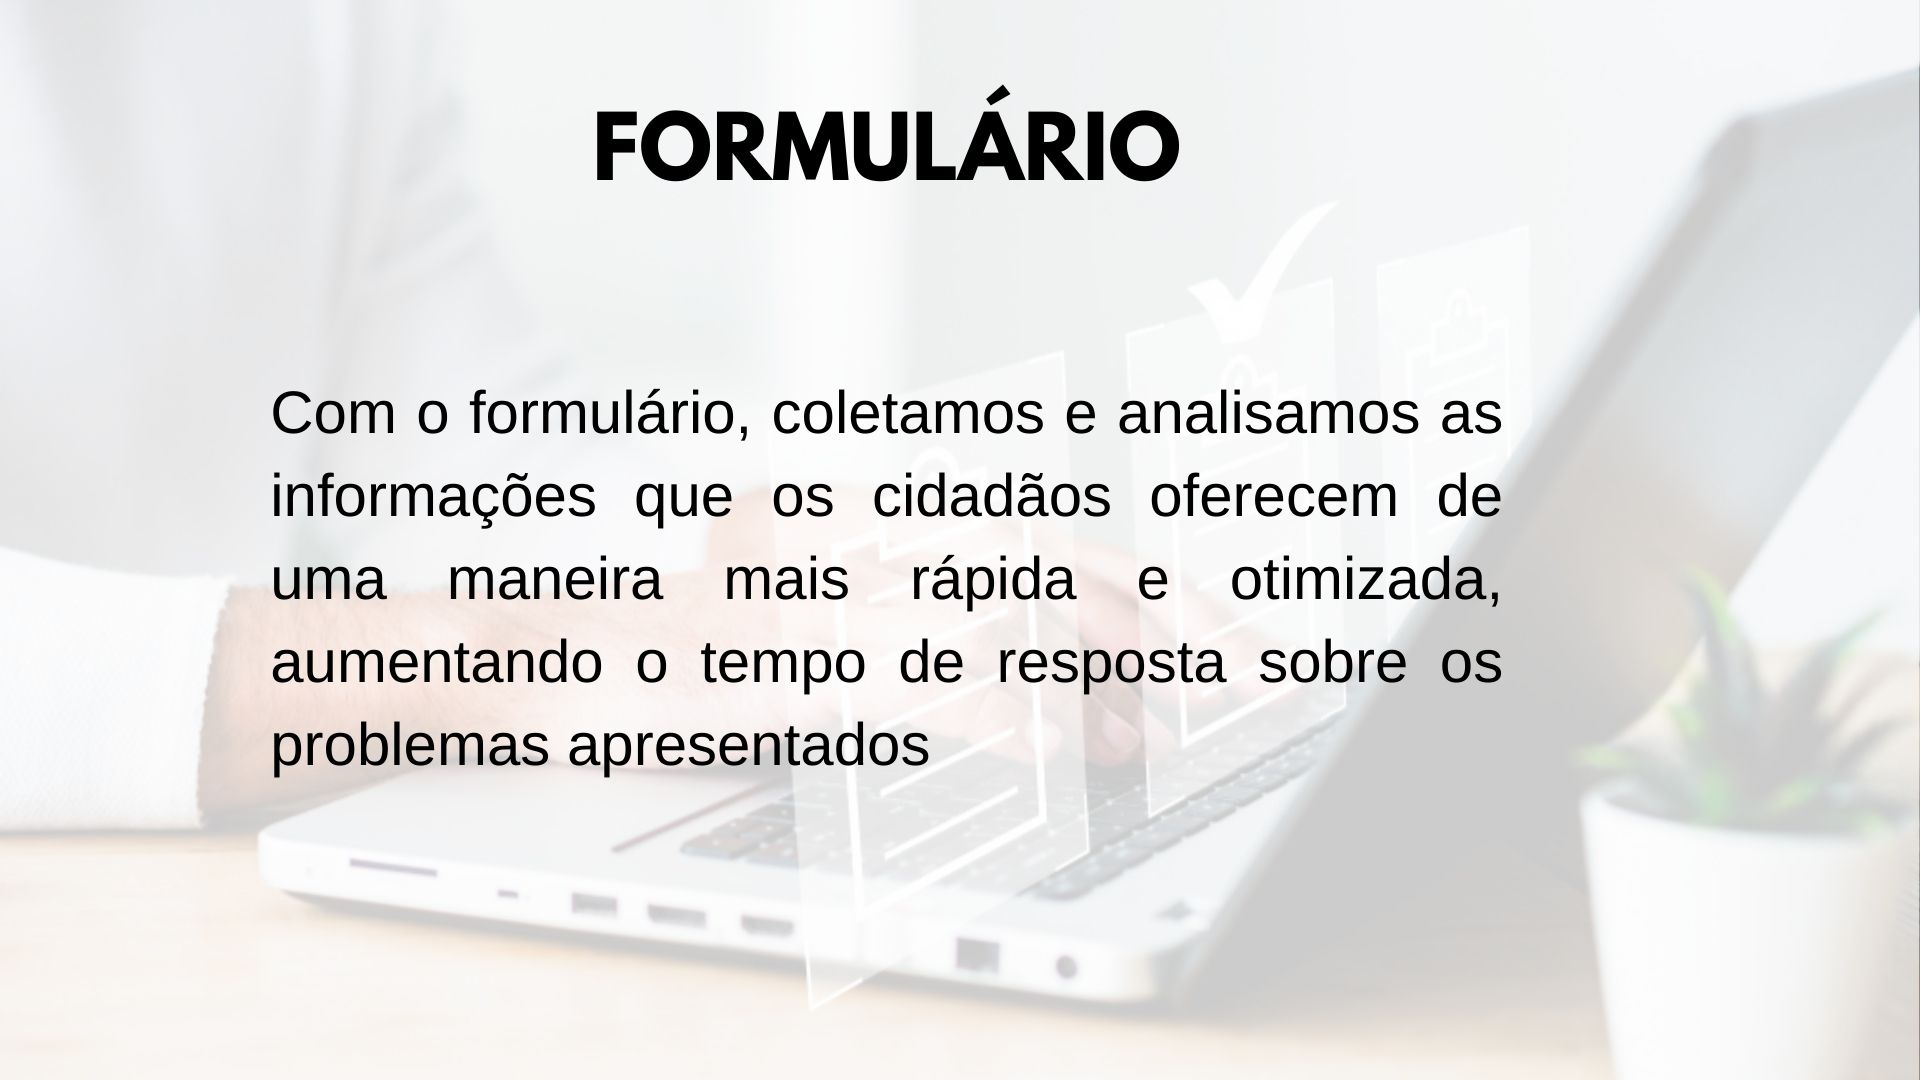 FORMULÁRIO
Com o formulário, coletamos e analisamos as
informações que os cidadãos oferecem de
uma maneira mais rápida e otimizada,
aumentando o tempo de resposta sobre os
problemas apresentados